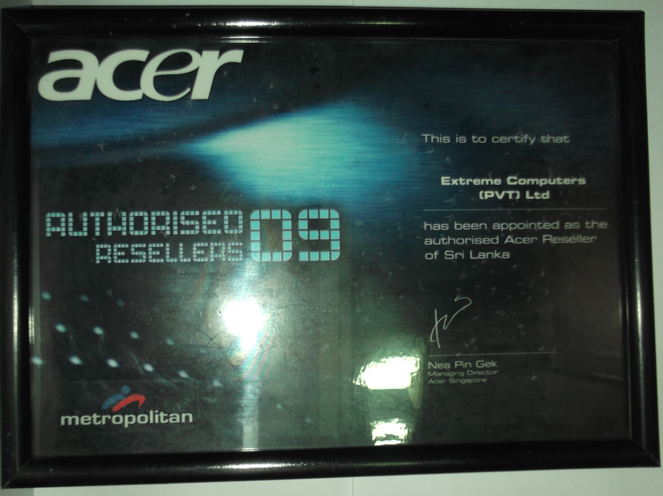 acer
AUTHORISED
RESELLERS
09
This is to certify that
Extreme Computers
(PVT) Ltd
has been appointed as the
authorised Acer Reseller
of Sri Lanka
Nea Pin Gek
Managing Director
Acer Singapore
metropolitan